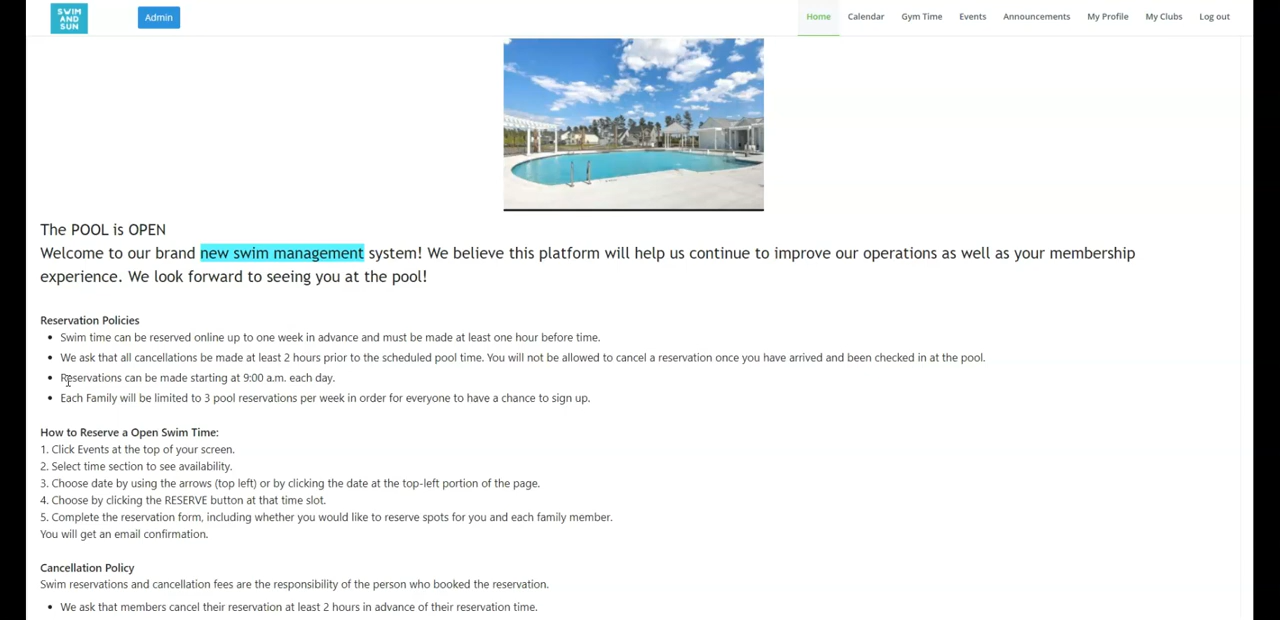 SWIM
AND
SUN
Admin
Home
Calendar
Gym Time
Events
Announcements
My Profile
My Clubs
Log out
The POOL is OPEN
Welcome to our brand new swim management system! We believe this platform will help us continue to improve our operations as well as your membership
experience. We look forward to seeing you at the pool!
Reservation Policies
• Swim time can be reserved online up to one week in advance and must be made at least one hour before time.
• We ask that all cancellations be made at least 2 hours prior to the scheduled pool time. You will not be allowed to cancel a reservation once you have arrived and been checked in at the pool.
• Reservations can be made starting at 9:00 a.m. each day.
• Each Family will be limited to 3 pool reservations per week in order for everyone to have a chance to sign up.
How to Reserve a Open Swim Time:
1. Click Events at the top of your screen.
2. Select time section to see availability.
3. Choose date by using the arrows (top left) or by clicking the date at the top-left portion of the page.
4. Choose by clicking the RESERVE button at that time slot.
5. Complete the reservation form, including whether you would like to reserve spots for you and each family member.
You will get an email confirmation.
Cancellation Policy
Swim reservations and cancellation fees are the responsibility of the person who booked the reservation.
• We ask that members cancel their reservation at least 2 hours in advance of their reservation time.